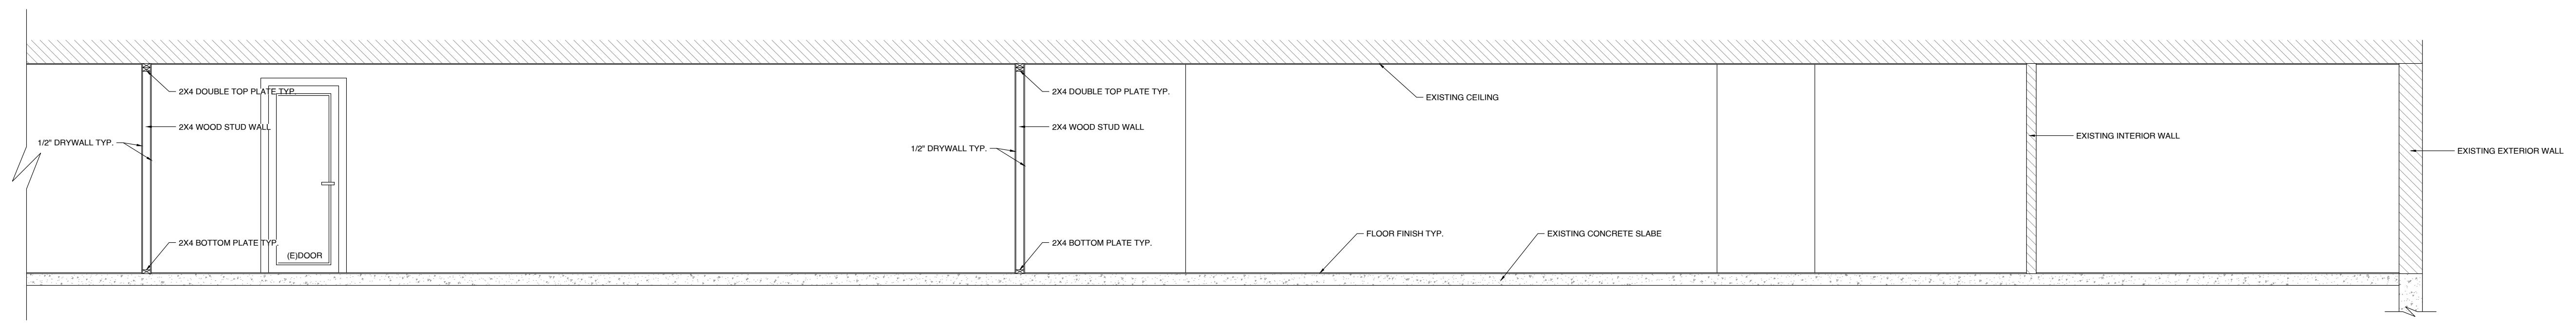 2X4 DOUBLE TOP PLATE TYP.
2X4 WOOD STUD WALL
1/2" DRYWALL TYP.
2X4 BOTTOM PLATE TYP.
(E)DOOR
2X4 DOUBLE TOP PLATE TYP.
2X4 WOOD STUD WALL
1/2" DRYWALL TYP.
2X4 BOTTOM PLATE TYP.
EXISTING CEILING
FLOOR FINISH TYP.
EXISTING CONCRETE SLABE
EXISTING INTERIOR WALL
EXISTING EXTERIOR WALL